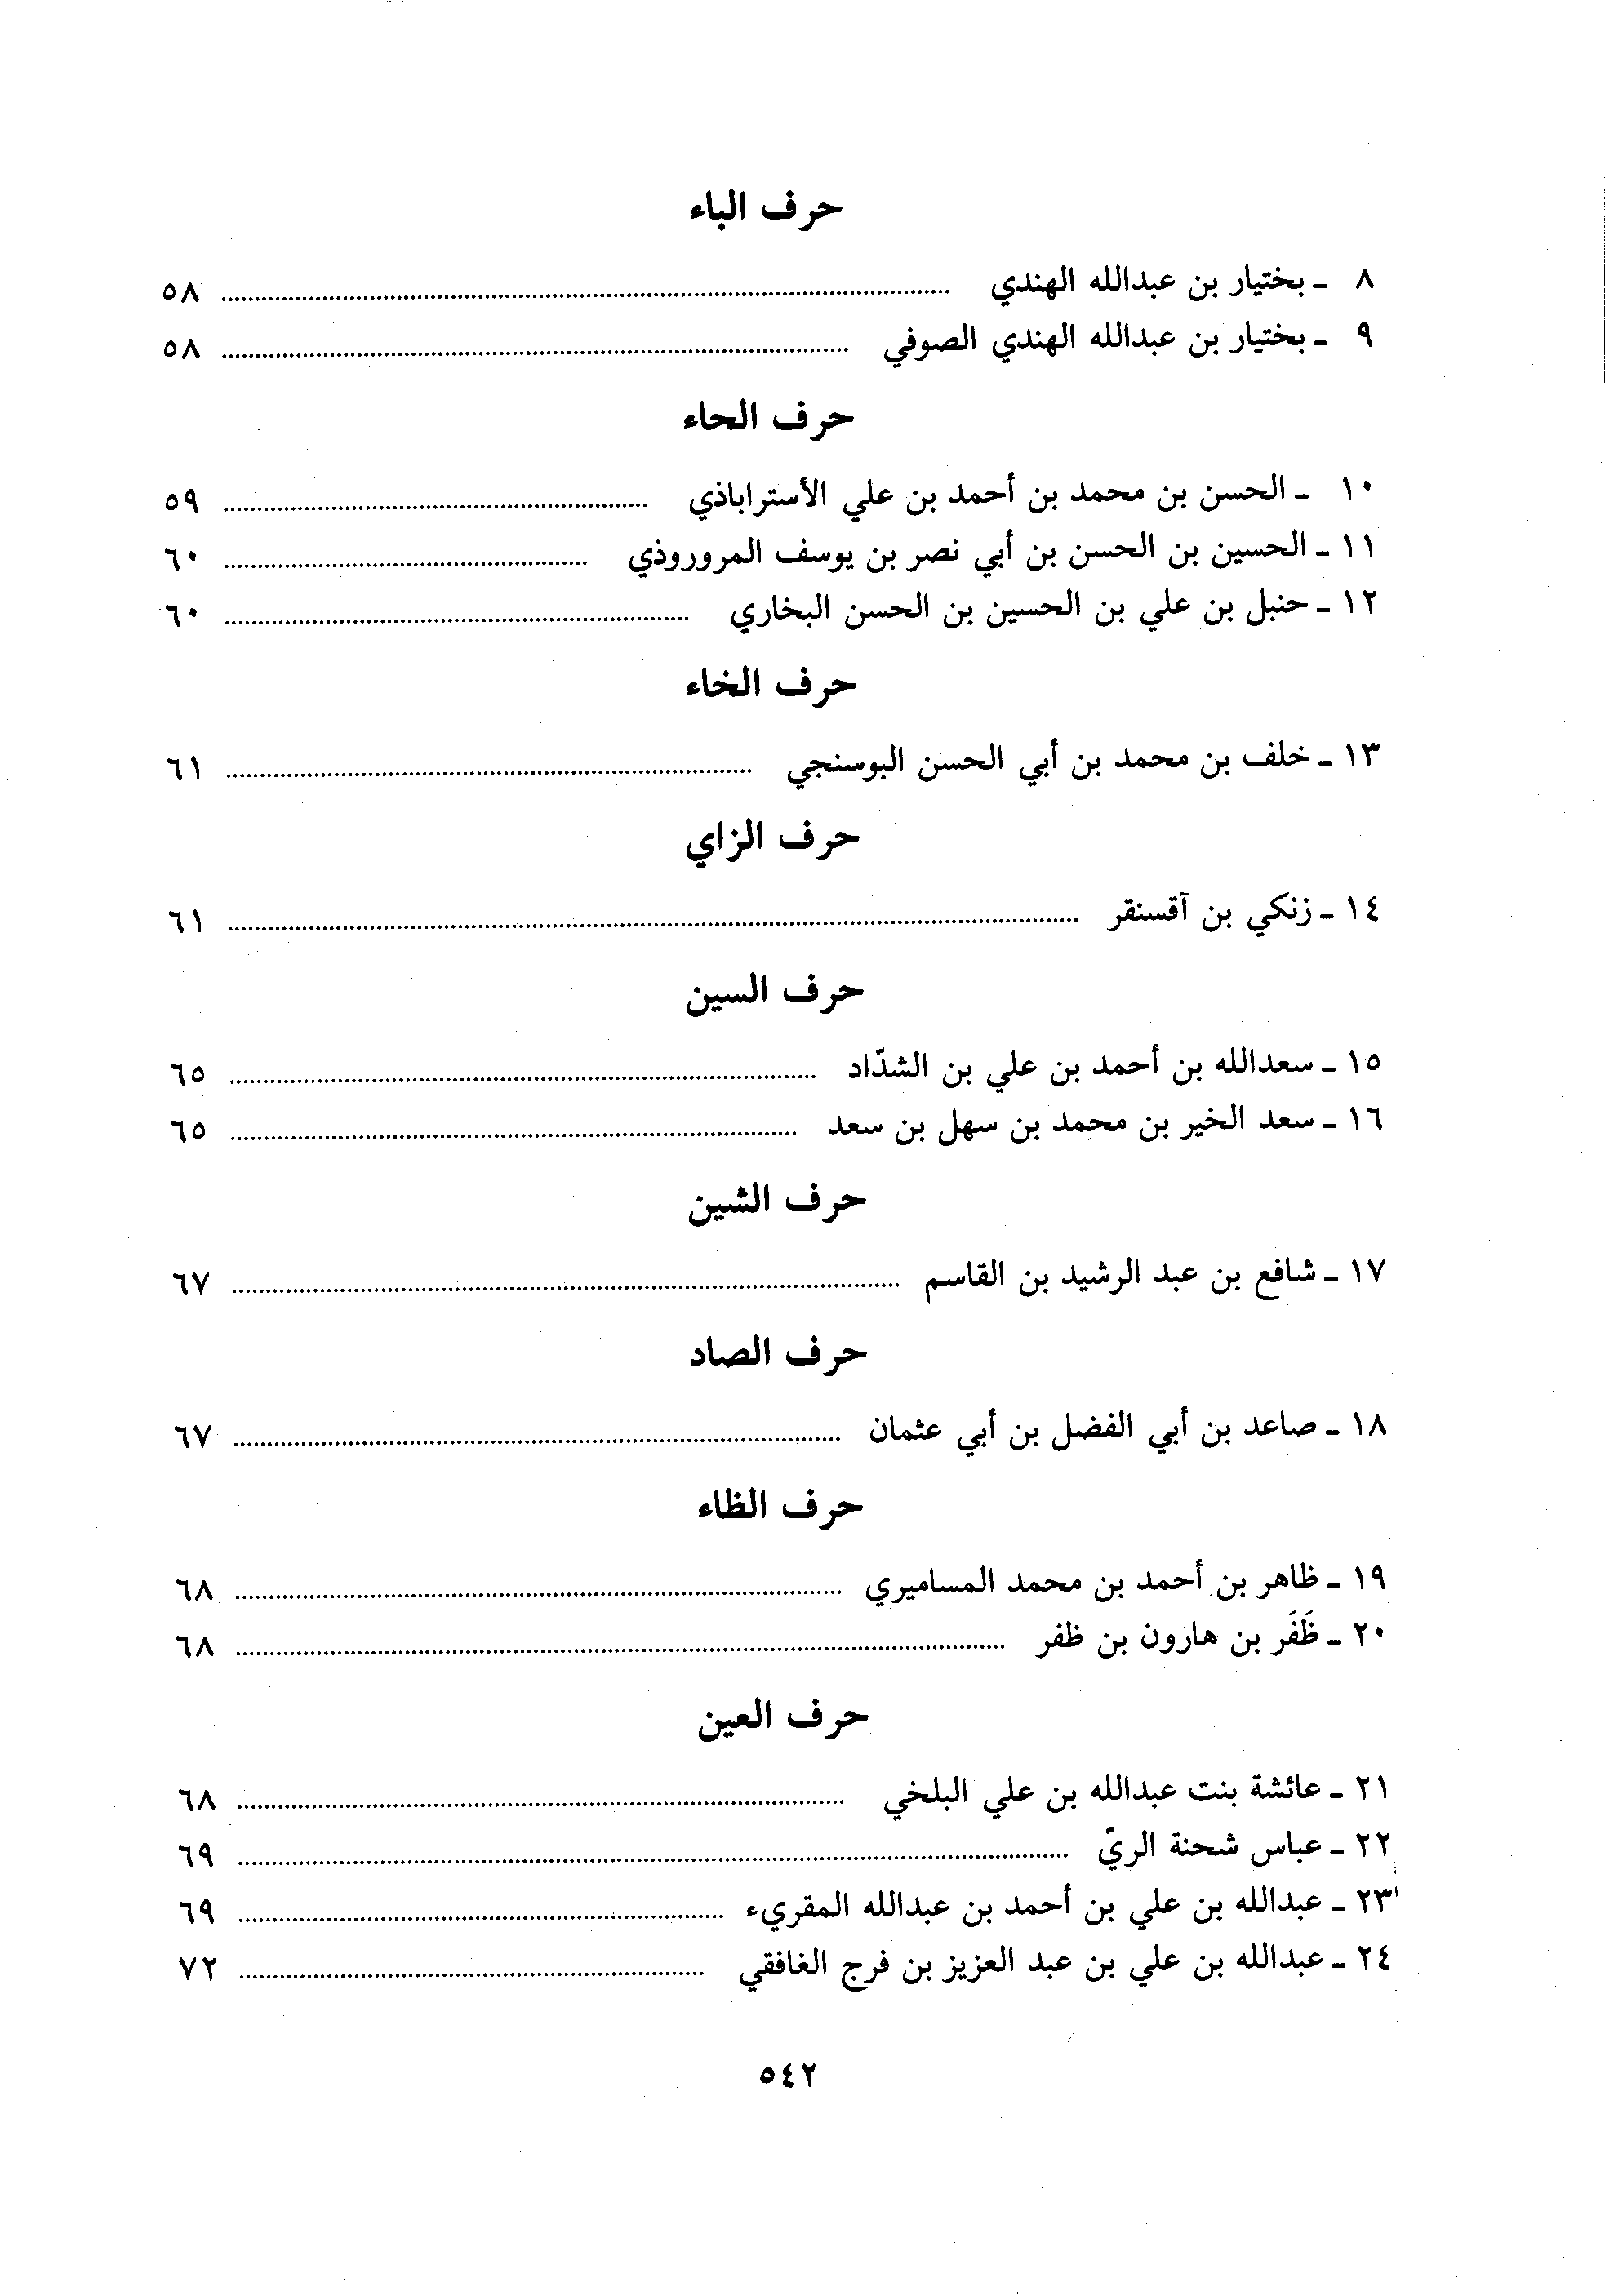 حرف الباء
٨ ـ بختيار بن عبدالله الهندي ........ ٥٨
٩ ـ بختيار بن عبدالله الهندي الصوفي ........ ٥٨
حرف الحاء
١٠ ـ الحسن بن محمد بن أحمد بن علي الأستراباذي ........ ٥٩
١١ ـ الحسين بن الحسن بن أبي نصر بن يوسف المروروذي ........ ٦٠
١٢ ـ حنبل بن علي بن الحسين بن الحسن البخاري ........ ٦٠
حرف الخاء
١٣ ـ خلف بن محمد بن أبي الحسن البوسنجي ........ ٦١
حرف الزاي
١٤ ـ زنكي بن آقسنقر ........ ٦١
حرف السين
١٥ ـ سعدالله بن أحمد بن علي بن الشدّاد ........ ٦٥
١٦ ـ سعد الخير بن محمد بن سهل بن سعد ........ ٦٥
حرف الشين
١٧ ـ شافع بن عبد الرشيد بن القاسم ........ ٦٧
حرف الصاد
١٨ ـ صاعد بن أبي الفضل بن أبي عثمان ........ ٦٧
حرف الظاء
١٩ ـ ظاهر بن أحمد بن محمد المساميري ........ ٦٨
٢٠ ـ ظَفَر بن هارون بن ظفر ........ ٦٨
حرف العين
٢١ ـ عائشة بنت عبدالله بن علي البلخي ........ ٦٨
٢٢ ـ عباس شحنة الريّ ........ ٦٩
٢٣ ـ عبدالله بن علي بن أحمد بن عبدالله المقريء ........ ٦٩
٢٤ ـ عبدالله بن علي بن عبد العزيز بن فرج الغافقي ........ ٧٢
٥٤٢